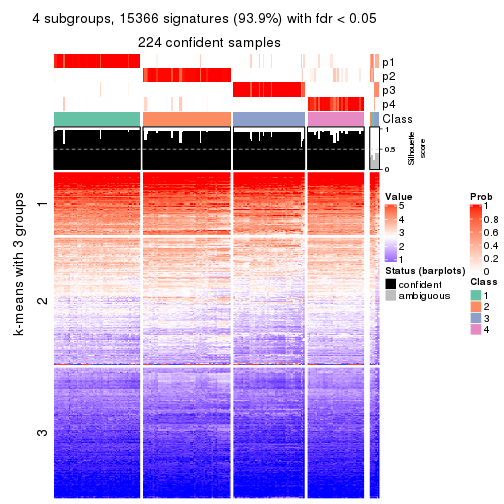 4 subgroups, 15366 signatures (93.9%) with fdr < 0.05
224 confident samples
p1
p2
p3
p4
Class
1
0.5
0
Silhouette
score
k-means with 3 groups
1
2
3
Value
5
4
3
2
1
Status (barplots)
confident
ambiguous
Prob
1
0.8
0.6
0.4
0.2
0
Class
1
2
3
4